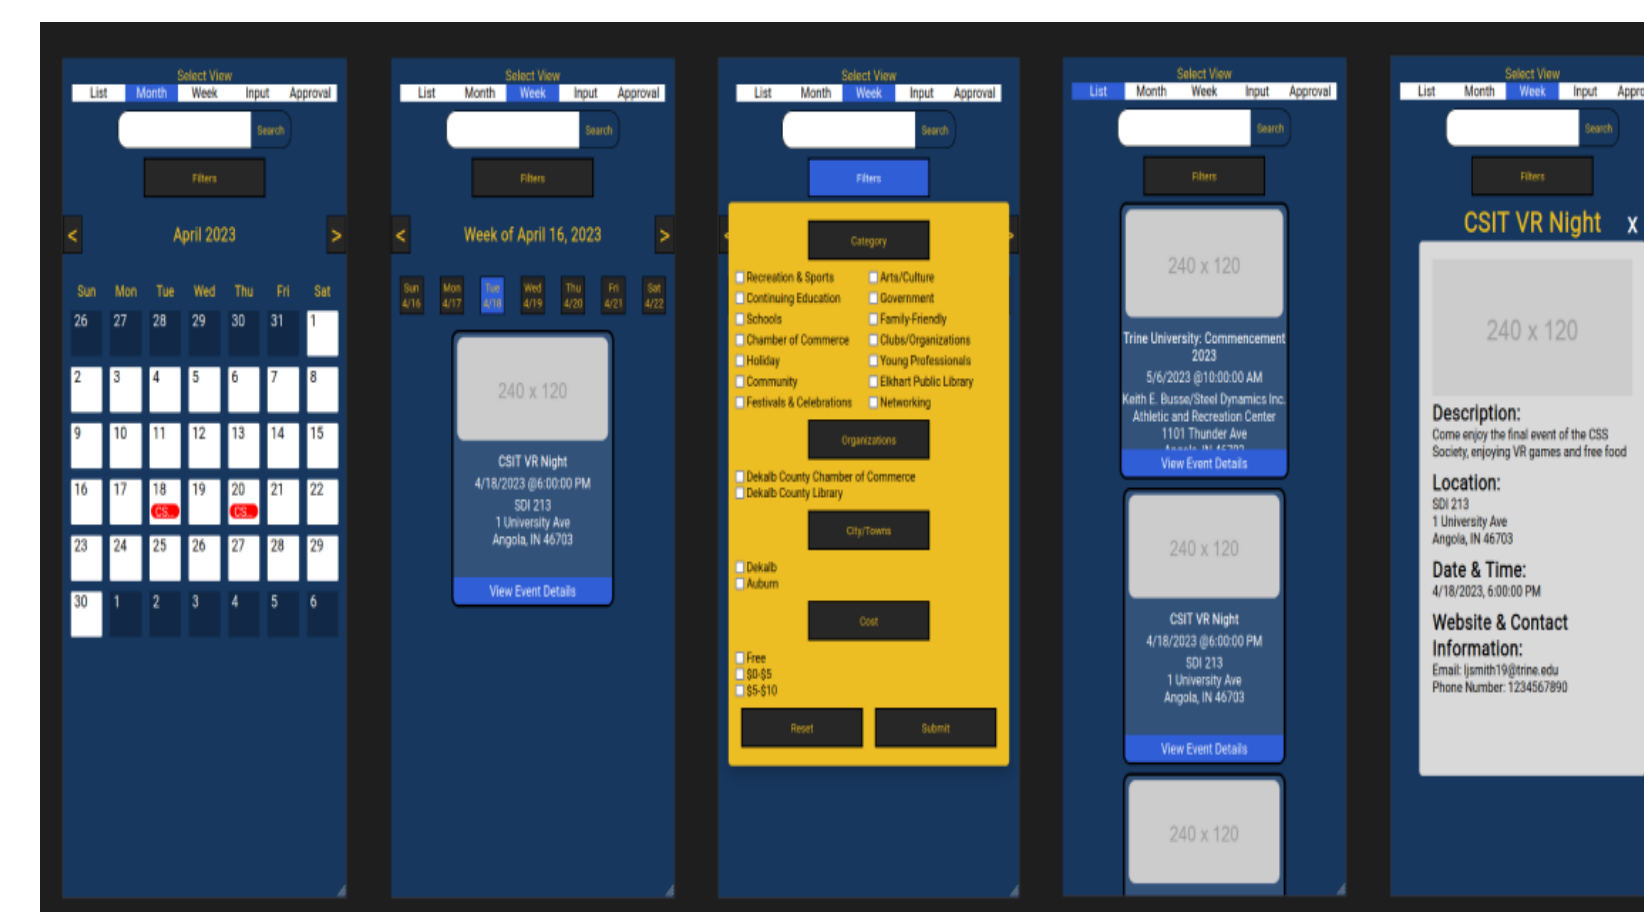 Select View
List Month Week Input Approval
Search
Filters
< April 2023 >
Sun Mon Tue Wed Thu Fri Sat
26 27 28 29 30 31 1
2 3 4 5 6 7 8
9 10 11 12 13 14 15
16 17 18 19 20 21 22
CS... CS...
23 24 25 26 27 28 29
30 1 2 3 4 5 6
Select View
List Month Week Input Approval
Search
Filters
< Week of April 16, 2023 >
Sun Mon Tue Wed Thu Fri Sat
4/16 4/17 4/18 4/19 4/20 4/21 4/22
240 x 120
CSIT VR Night
4/18/2023 @6:00:00 PM
SDI 213
1 University Ave
Angola, IN 46703
View Event Details
Select View
List Month Week Input Approval
Search
Filters
Category
Recreation & Sports Arts/Culture
Continuing Education Government
Schools Family-Friendly
Chamber of Commerce Clubs/Organizations
Holiday Young Professionals
Community Elkhart Public Library
Festivals & Celebrations Networking
Organizations
Dekalb County Chamber of Commerce
Dekalb County Library
City/Towns
Dekalb
Auburn
Cost
Free
$0-$5
$5-$10
Reset Submit
Select View
List Month Week Input Approval
Search
Filters
240 x 120
Trine University: Commencement
2023
5/6/2023 @10:00:00 AM
Keith E. Busse/Steel Dynamics Inc.
Athletic and Recreation Center
1101 Thunder Ave
View Event Details
240 x 120
CSIT VR Night
4/18/2023 @6:00:00 PM
SDI 213
1 University Ave
Angola, IN 46703
View Event Details
240 x 120
Select View
List Month Week Input Appro
Search
Filters
CSIT VR Night X
240 x 120
Description:
Come enjoy the final event of the CSS
Society, enjoying VR games and free food
Location:
SDI 213
1 University Ave
Angola, IN 46703
Date & Time:
4/18/2023, 6:00:00 PM
Website & Contact
Information:
Email: ljsmith19@trine.edu
Phone Number: 1234567890